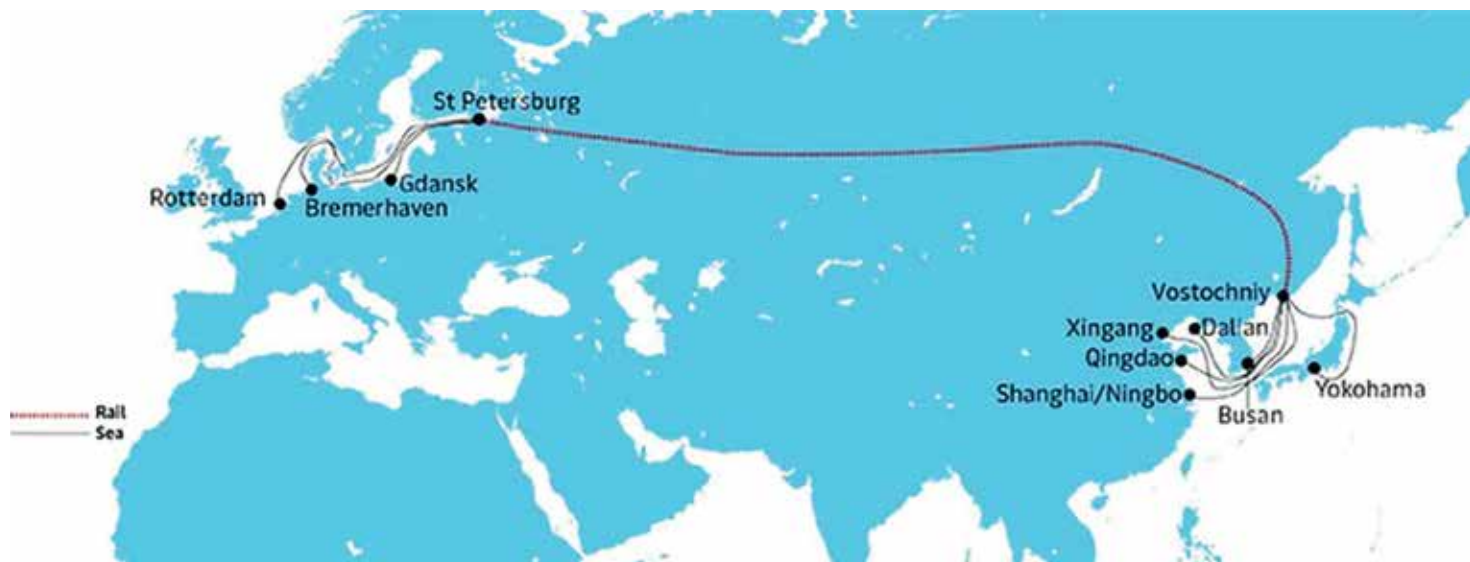 St Petersburg
Rotterdam
Gdansk
Bremerhaven
Vostochniy
Xingang
Dalian
Qingdao
Shanghai/Ningbo
Yokohama
Busan
Rail
Sea